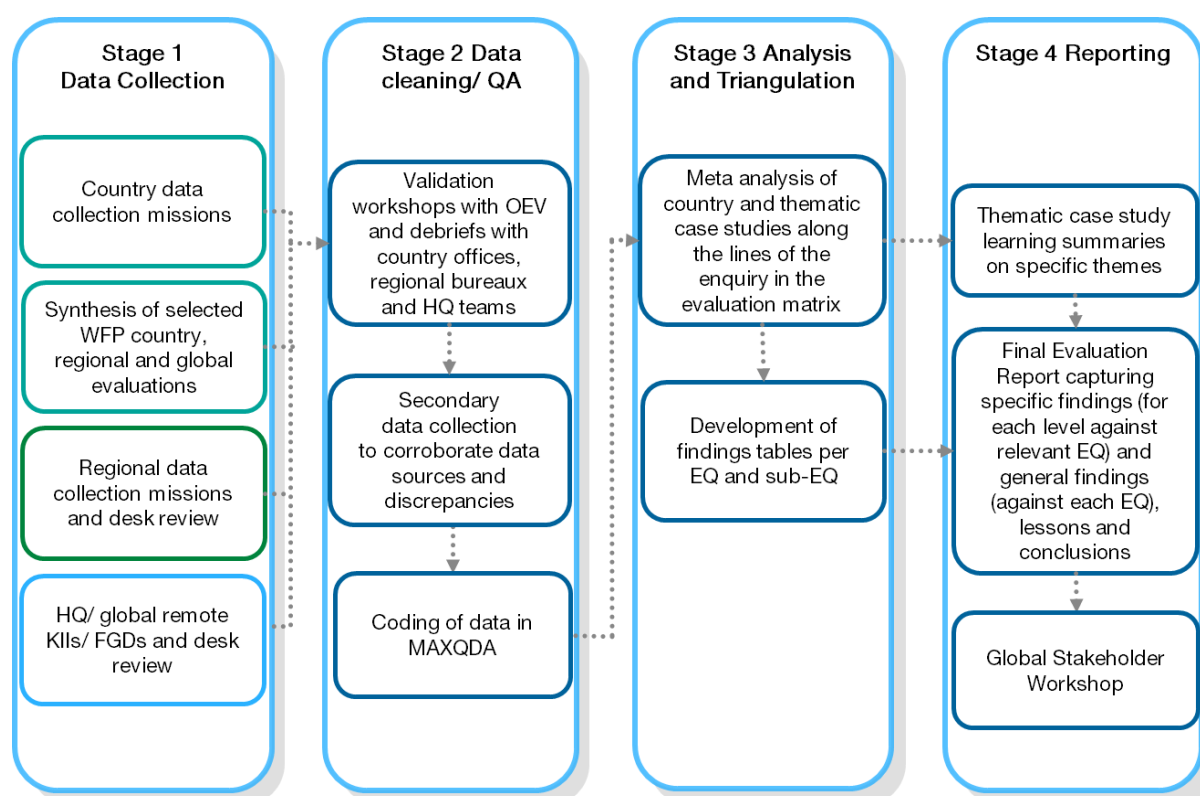 Stage 1
Data Collection
Country data
collection missions
Synthesis of selected
WFP country,
regional and global
evaluations
Regional data
collection missions
and desk review
HQ/ global remote
KIIs/ FGDs and desk
review
Stage 2 Data
cleaning/ QA
Validation
workshops with OEV
and debriefs with
country offices,
regional bureaux
and HQ teams
Secondary
data collection
to corroborate data
sources and
discrepancies
Coding of data in
MAXQDA
Stage 3 Analysis
and Triangulation
Meta analysis of
country and thematic
case studies along
the lines of the
enquiry in the
evaluation matrix
Development of
findings tables per
EQ and sub-EQ
Stage 4 Reporting
Thematic case study
learning summaries
on specific themes
Final Evaluation
Report capturing
specific findings (for
each level against
relevant EQ) and
general findings
(against each EQ),
lessons and
conclusions
Global Stakeholder
Workshop